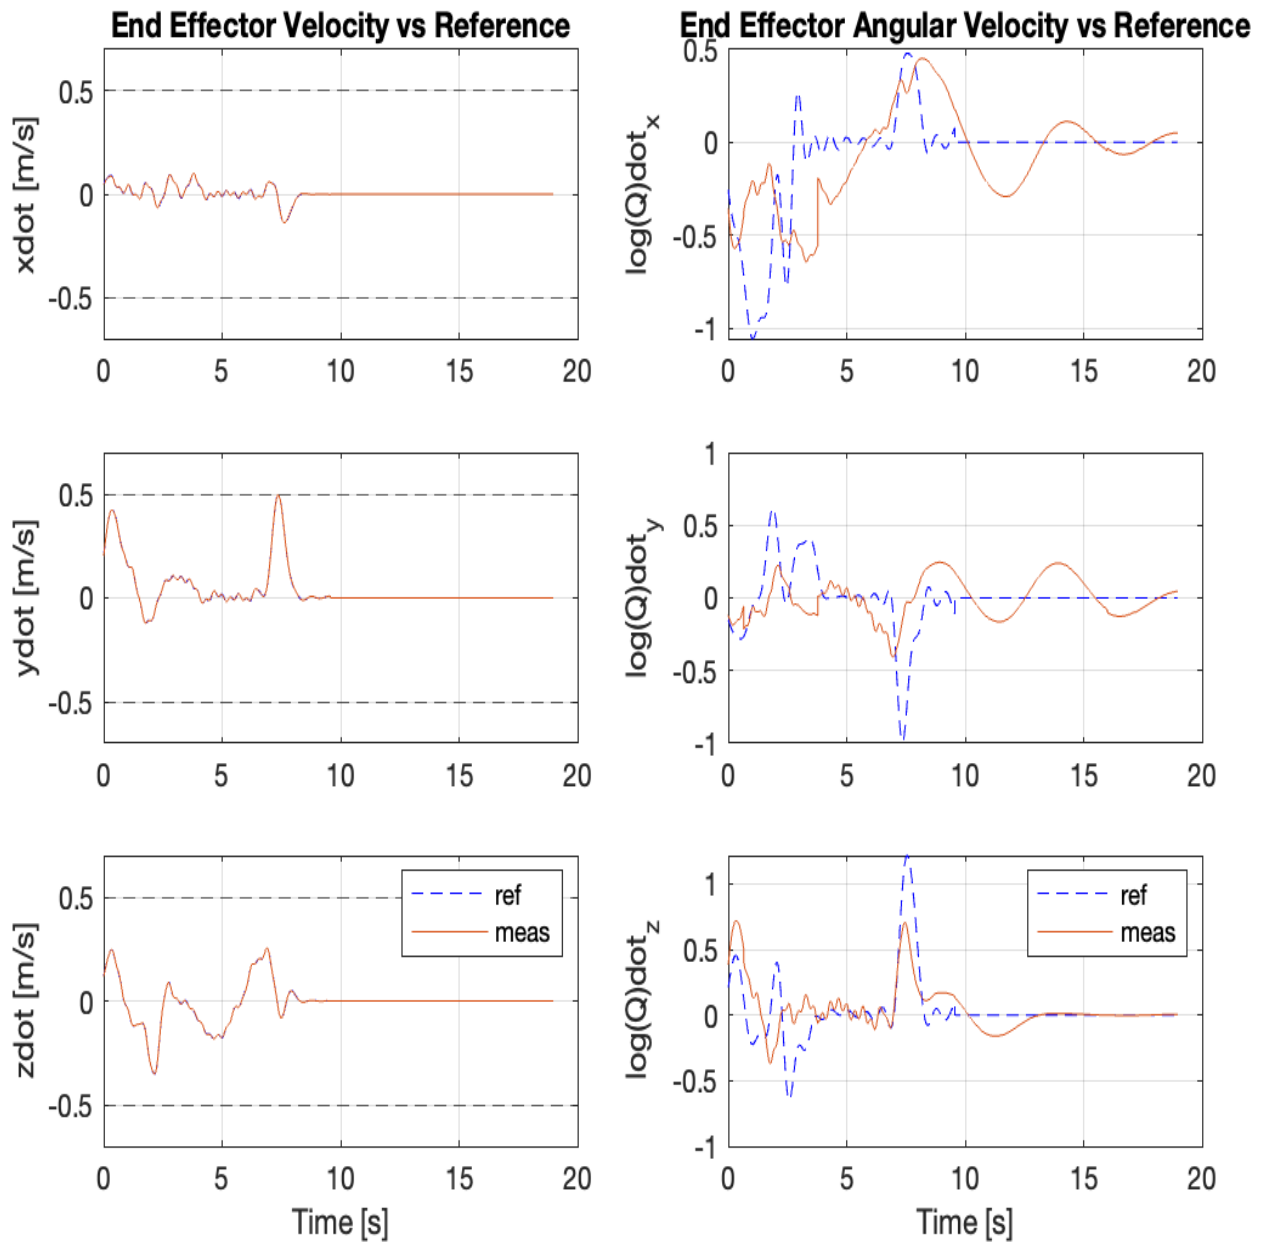 End Effector Velocity vs Reference
xdot [m/s]
0.5
0
-0.5
0 5 10 15 20
ydot [m/s]
0.5
0
-0.5
0 5 10 15 20
zdot [m/s]
0.5
0
-0.5
ref
meas
0 5 10 15 20
Time [s]
End Effector Angular Velocity vs Reference
log(Q)dot_x
0.5
0
-0.5
-1
0 5 10 15 20
log(Q)dot_y
1
0.5
0
-0.5
-1
0 5 10 15 20
log(Q)dot_z
1
0.5
0
-0.5
-1
ref
meas
0 5 10 15 20
Time [s]